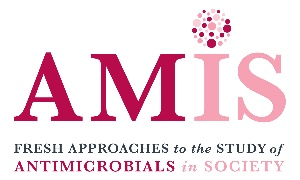 AMIS
FRESH APPROACHES to the STUDY of
ANTIMICROBIALS in SOCIETY